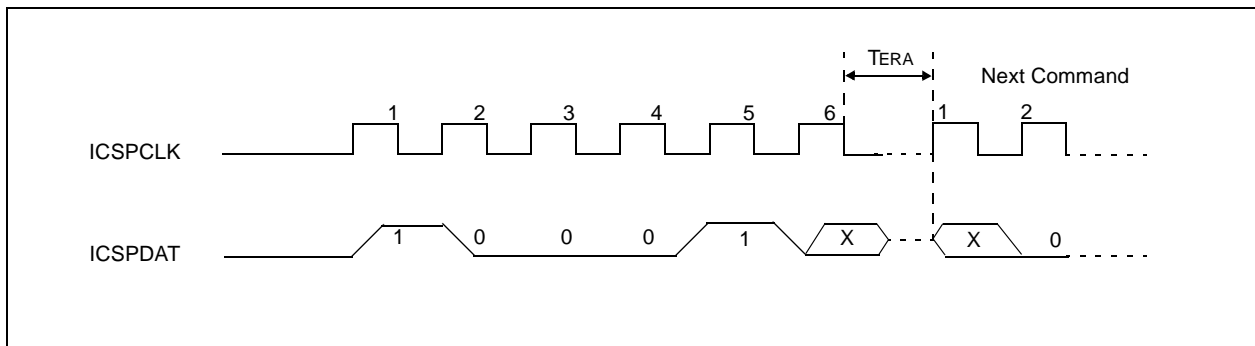 TERA
Next Command
1 2 3 4 5 6 1 2
ICSPCLK
ICSPDAT
1 0 0 0 1 X X 0